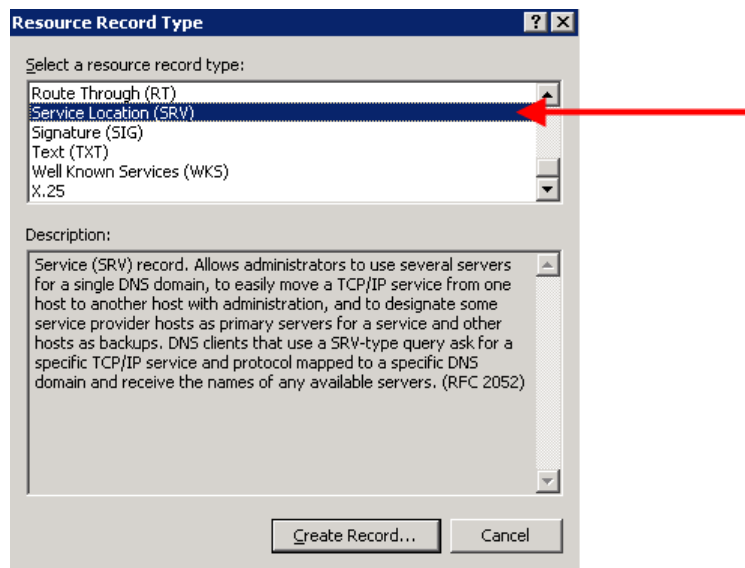 Resource Record Type
Select a resource record type:
Route Through (RT)
Service Location (SRV)
Signature (SIG)
Text (TXT)
Well Known Services (WKS)
X.25
Description:
Service (SRV) record. Allows administrators to use several servers
for a single DNS domain, to easily move a TCP/IP service from one
host to another host with administration, and to designate some
service provider hosts as primary servers for a service and other
hosts as backups. DNS clients that use a SRV-type query ask for a
specific TCP/IP service and protocol mapped to a specific DNS
domain and receive the names of any available servers. (RFC 2052)
Create Record... Cancel